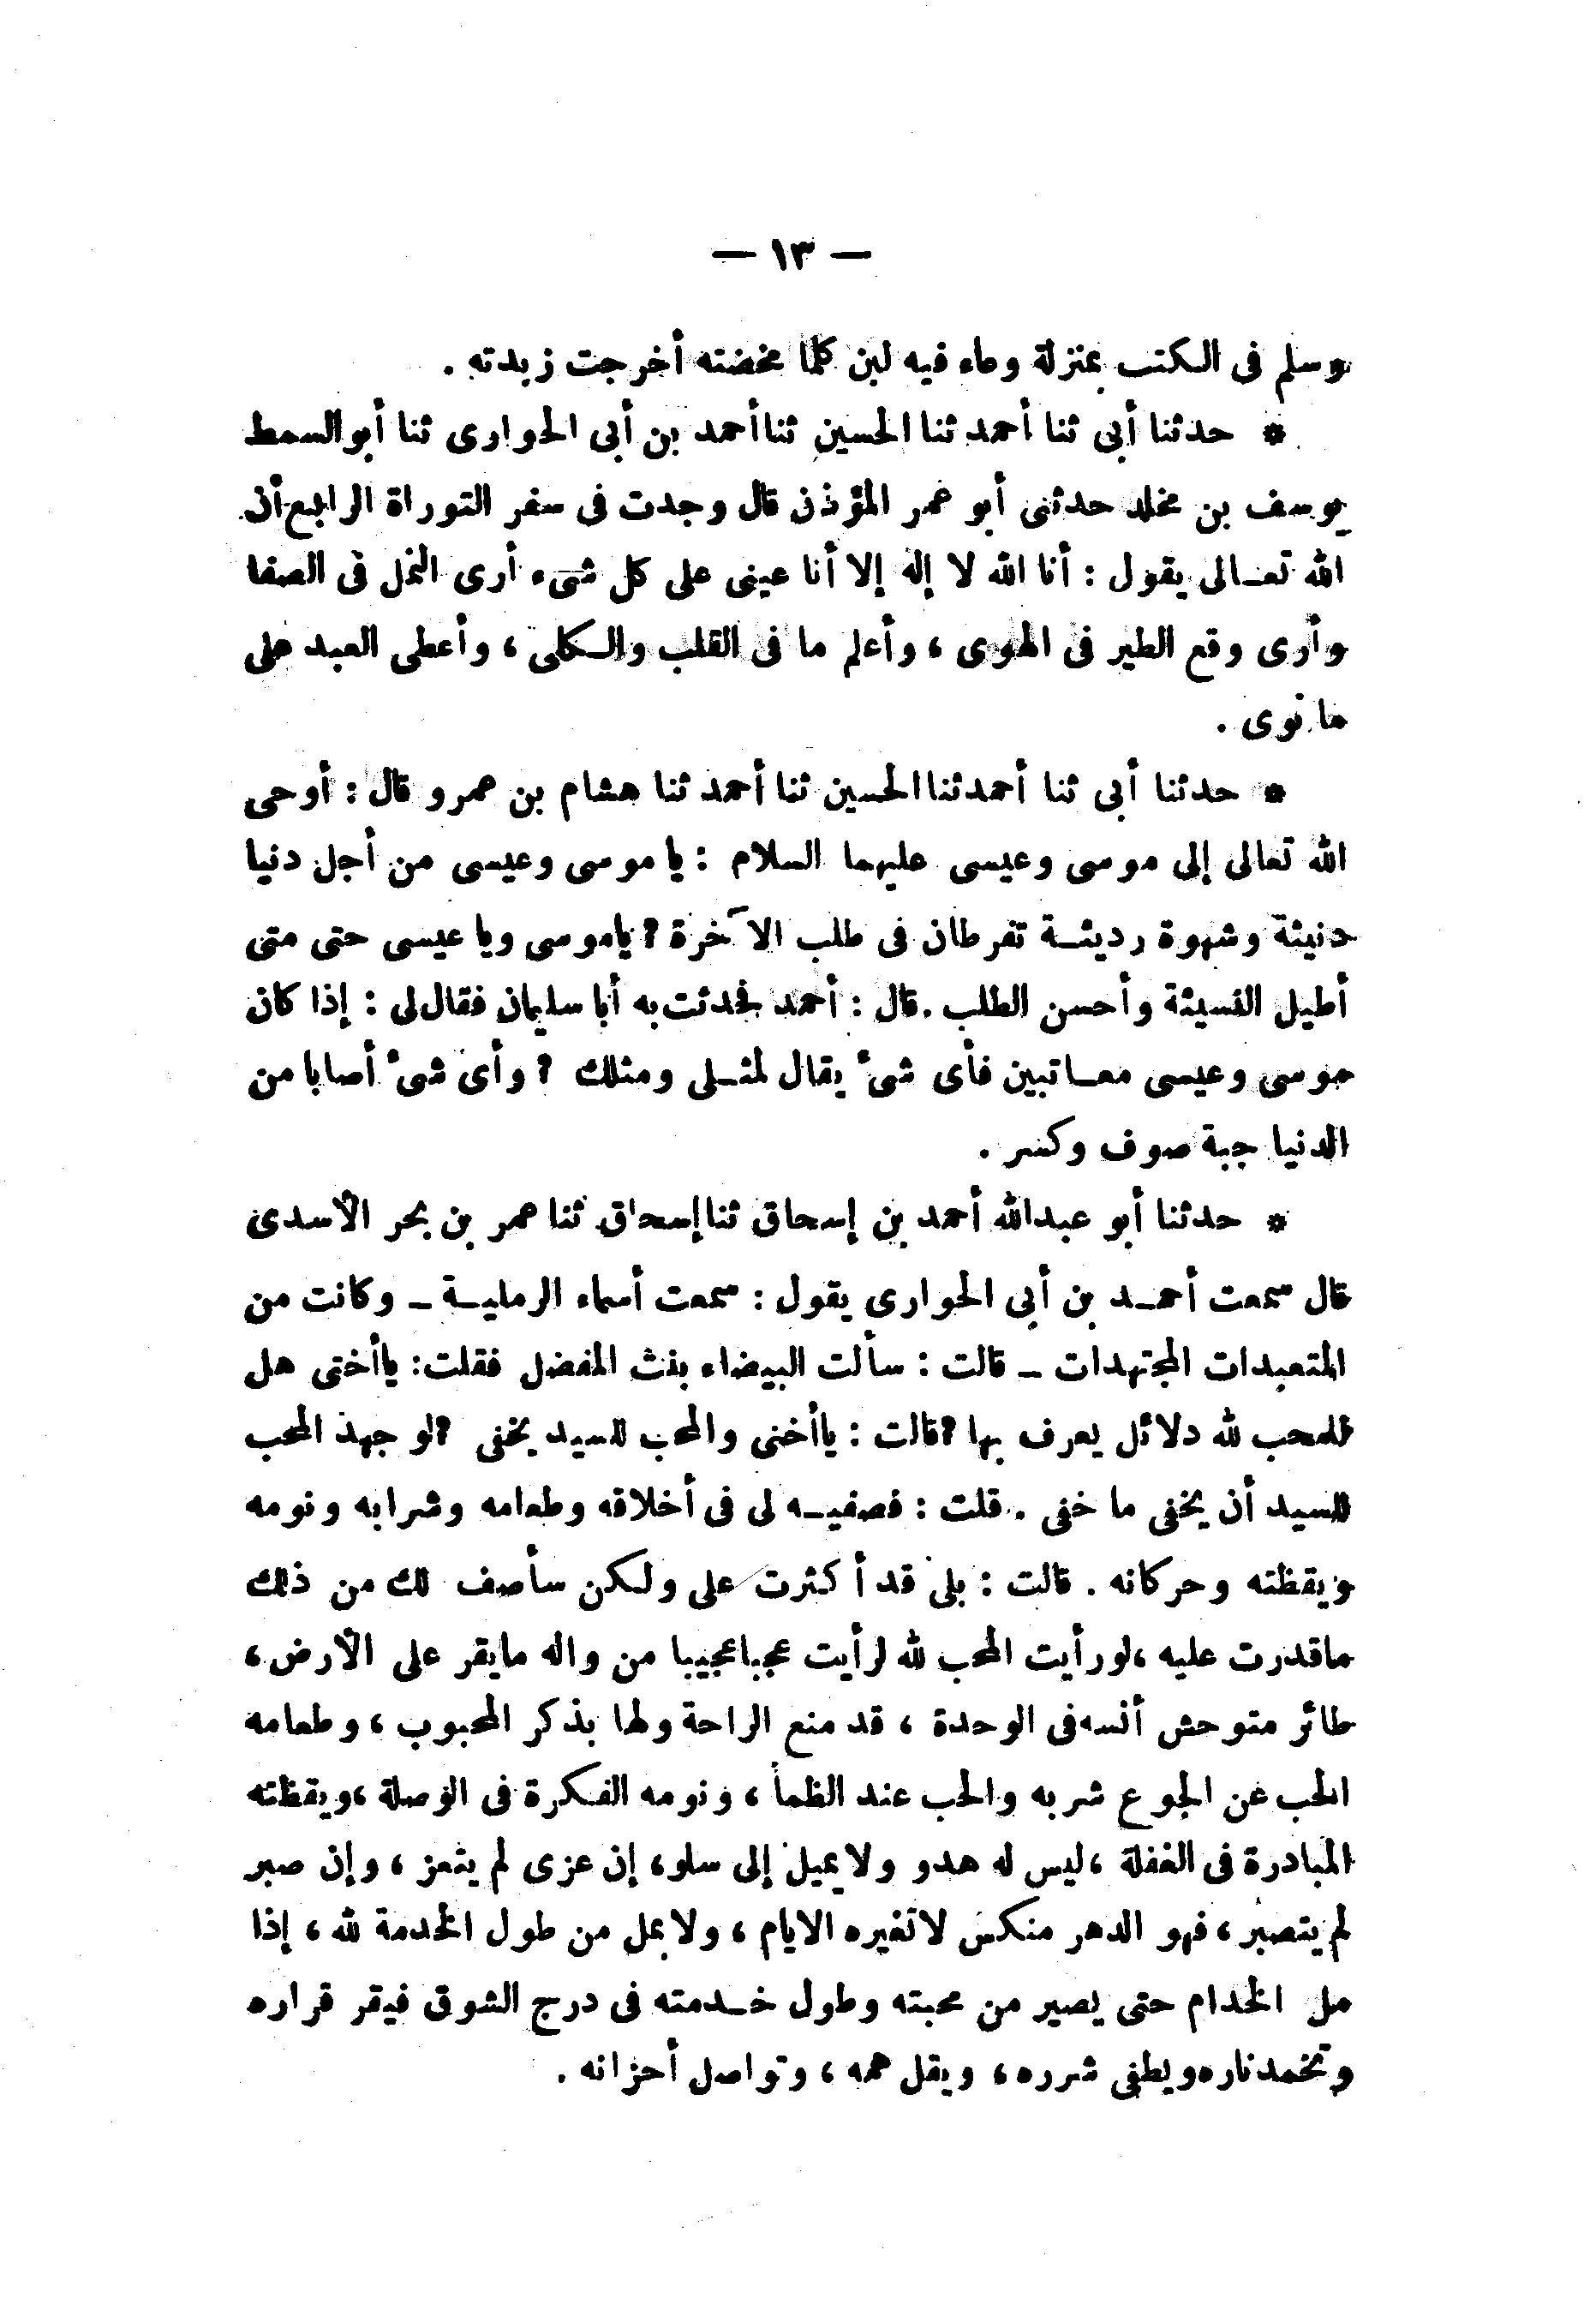 — ١٣ —
وسلم فى الكتب بمنزلة وعاء فيه لبن كلما مخضته أخرجت زبدته .
* حدثنا أبى ثنا أحمد ثنا الحسين ثنا أحمد بن أبى الحوارى ثنا أبو السمط
يوسف بن مخلد حدثنى أبو عمر المؤذن قال وجدت فى سفر التوراة الرابع أن
الله تعالى يقول : أنا الله لا إله إلا أنا عينى على كل شىء أرى النمل فى الصفا
وأرى وقع الطير فى الهوى ، وأعلم ما فى القلب والكلى ، وأعطى العبد على
ما نوى .
* حدثنا أبى ثنا أحمد ثنا الحسين ثنا أحمد ثنا هشام بن عمرو قال : أوحى
الله تعالى إلى موسى وعيسى عليهما السلام : يا موسى وعيسى من أجل دنيا
دنيئة وشهوة رديئة تفرطان فى طلب الآخرة ? ياموسى ويا عيسى حتى متى
أطيل النسيئة وأحسن الطلب . قال : أحمد فحدثت به أبا سليمان فقال لى : إذا كان
موسى وعيسى معاتبين فأى شىء يقال لمثلى ومثلك ? وأى شىء أصابا من
الدنيا جبة صوف وكسر .
* حدثنا أبو عبدالله أحمد بن إسحاق ثنا إسحاق ثنا عمر بن بحر الأسدى
قال سمعت أحمد بن أبى الحوارى يقول : سمعت أسماء الرملية ـ وكانت من
المتعبدات المجتهدات ـ قالت : سألت البيضاء بنت المفضل فقلت : يا أختى هل
للمحب لله دلائل يعرف بها ? قالت : يا أختى والمحب للسيد يخفى ? لو جهد المحب
للسيد أن يخفى ما خفى . قلت : فصفيه لى فى أخلاقه وطعامه وشرابه ونومه
ويقظته وحركاته . قالت : بلى قد أكثرت على ولكن سأصف لك من ذلك
ماقدرت عليه ، لو رأيت المحب لله لرأيت عجبا عجيبا من واله مايقر على الأرض ،
طائر متوحش أنسه فى الوحدة ، قد منع الراحة ولها بذكر المحبوب ، وطعامه
الحب عن الجوع شربه والحب عند الظمأ ، ونومه الفكرة فى الوصلة ، ويقظته
المبادرة فى الغفلة ، ليس له هدو ولا يميل إلى سلو ، إن عزى لم يتعز ، وإن صبر
لم يتصبر ، فهو الدهر منكس لاتغيره الايام ، ولا يمل من طول الخدمة لله ، إذا
مل الخدام حتى يصير من محبته وطول خدمته فى درج الشوق فيقر قراره
وتخمد ناره ويطفى شرره ، ويقل همه ، وتواصل أحزانه .